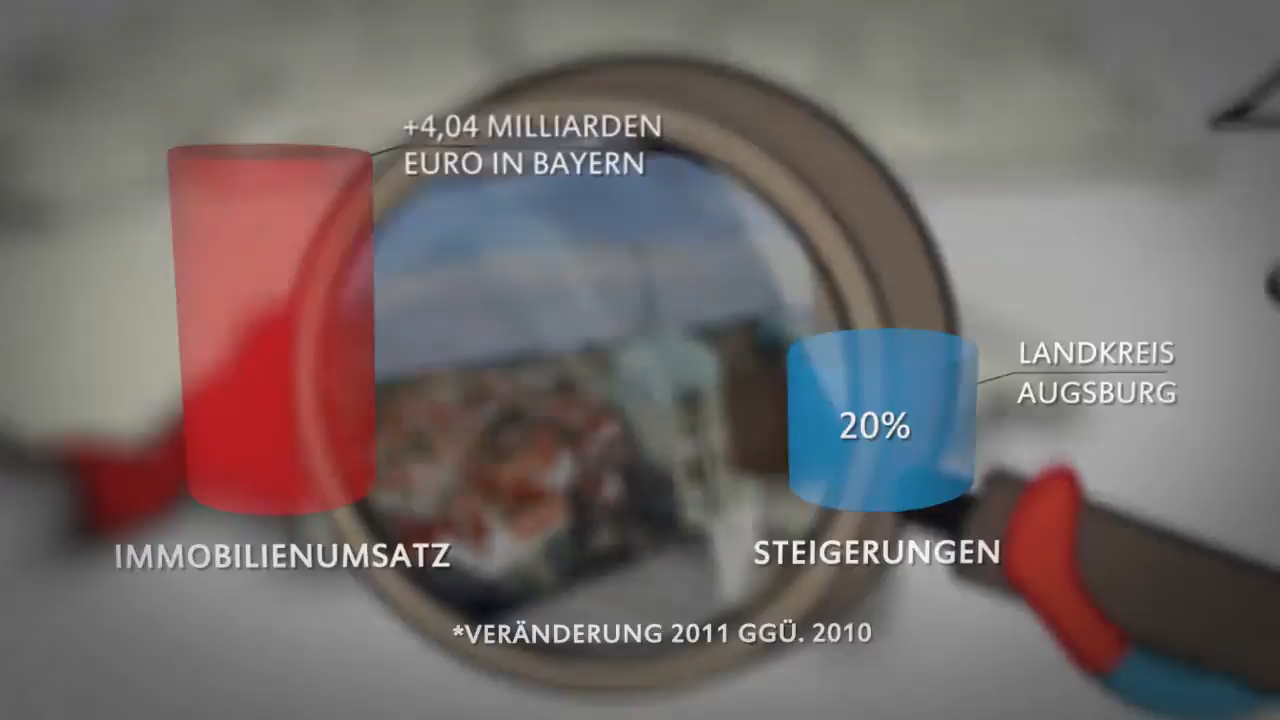 +4,04 MILLIARDEN
EURO IN BAYERN
LANDKREIS
AUGSBURG
20%
IMMOBILIENUMSATZ
STEIGERUNGEN
*VERÄNDERUNG 2011 GGÜ. 2010